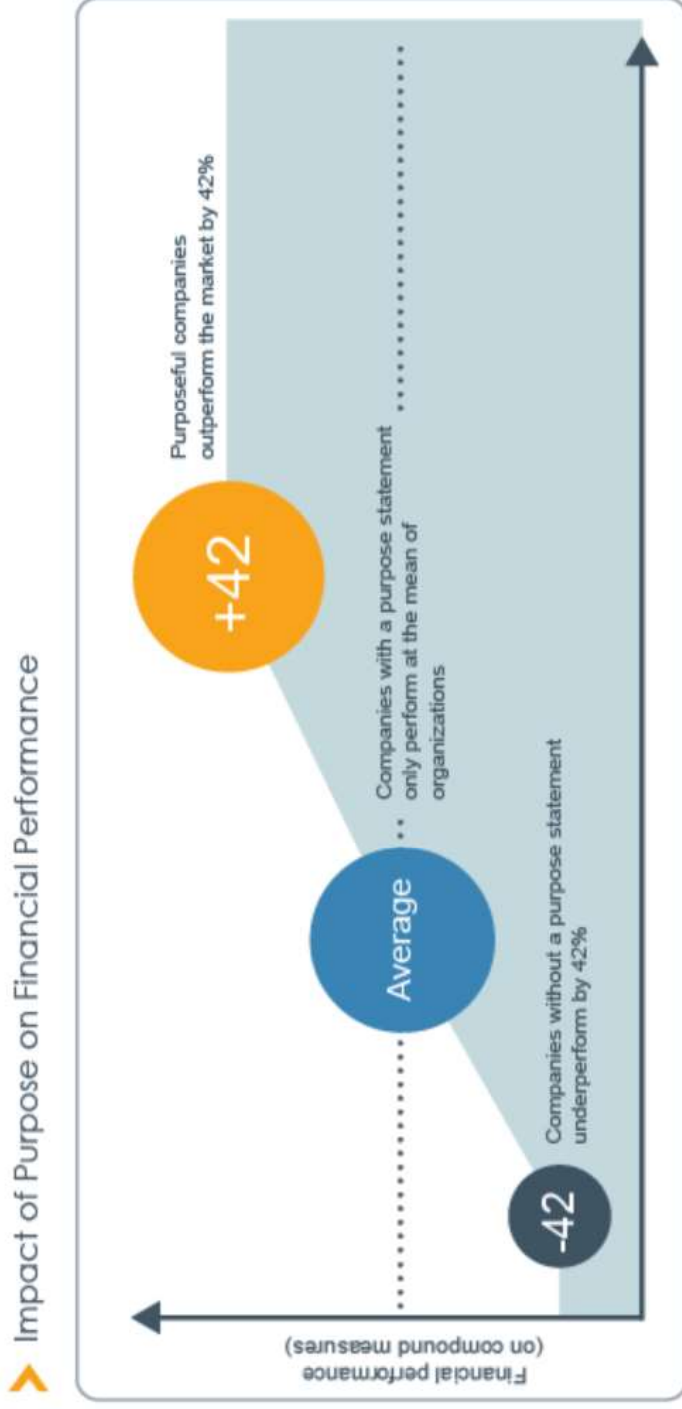 Impact of Purpose on Financial Performance
Financial performance
(on compound measures)
-42
Companies without a purpose statement
underperform by 42%
Average
Companies with a purpose statement
only perform at the mean of
organizations
+42
Purposeful companies
outperform the market by 42%